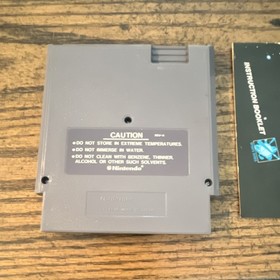 CAUTION
•DO NOT STORE IN EXTREME TEMPERATURES.
•DO NOT IMMERSE IN WATER.
•DO NOT CLEAN WITH BENZENE, THINNER,
ALCOHOL OR OTHER SUCH SOLVENTS.
©Nintendo®
INSTRUCTION BOOKLET